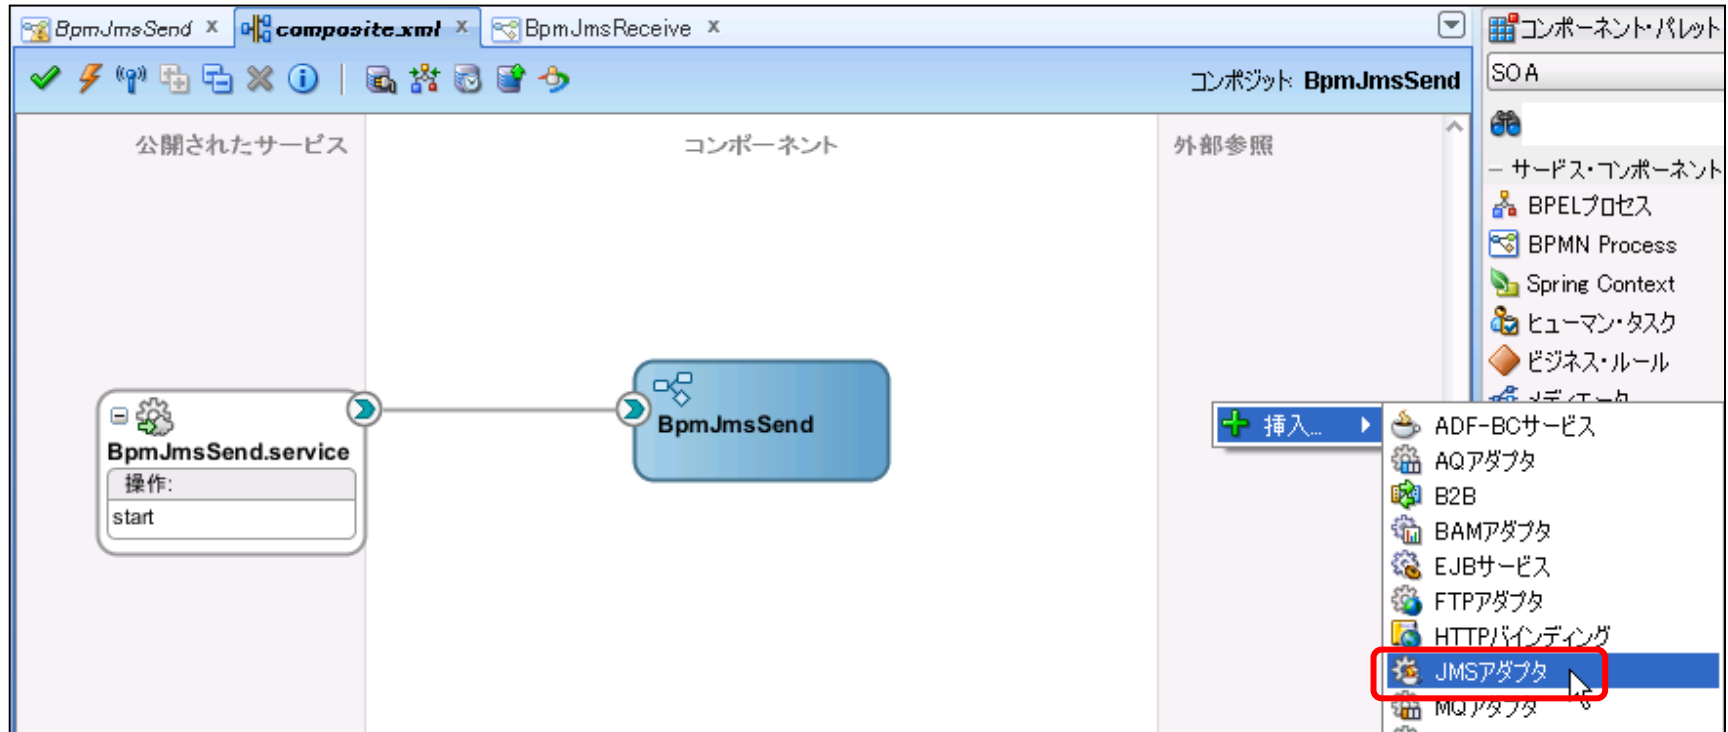 BpmJmsSend x composite.xml x BpmJmsReceive x
コンポーネント・パレット
コンポジット: BpmJmsSend
SOA
公開されたサービス コンポーネント 外部参照
サービス・コンポーネント
BPELプロセス
BPMN Process
Spring Context
ヒューマン・タスク
ビジネス・ルール
メディエータ
BpmJmsSend.service
操作:
start
BpmJmsSend
挿入...
ADF-BCサービス
AQアダプタ
B2B
BAMアダプタ
EJBサービス
FTPアダプタ
HTTPバインディング
JMSアダプタ
MQアダプタ